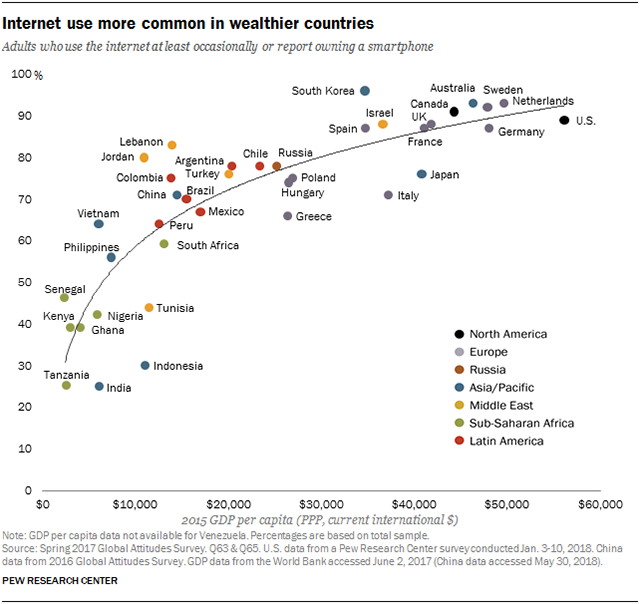 Internet use more common in wealthier countries
Adults who use the internet at least occasionally or report owning a smartphone
100 %
90
80
70
60
50
40
30
20
10
0
South Korea
Australia
Sweden
Netherlands
Canada
UK
U.S.
Israel
Spain
France
Germany
Lebanon
Jordan
Argentina
Chile
Russia
Turkey
Colombia
Poland
Japan
China
Brazil
Hungary
Italy
Mexico
Greece
Vietnam
Peru
Philippines
South Africa
Senegal
Tunisia
Kenya
Nigeria
Ghana
Indonesia
Tanzania
India
North America
Europe
Russia
Asia/Pacific
Middle East
Sub-Saharan Africa
Latin America
$0
$10,000
$20,000
$30,000
$40,000
$50,000
$60,000
2015 GDP per capita (PPP, current international $)
Note: GDP per capita data not available for Venezuela. Percentages are based on total sample.
Source: Spring 2017 Global Attitudes Survey. Q63 & Q65. U.S. data from a Pew Research Center survey conducted Jan. 3-10, 2018. China
data from 2016 Global Attitudes Survey. GDP data from the World Bank accessed June 2, 2017 (China data accessed May 30, 2018).
PEW RESEARCH CENTER